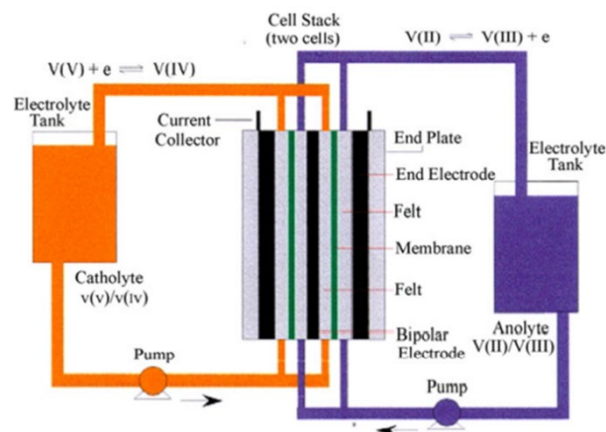 Cell Stack
(two cells)
V(II) ⇌ V(III) + e
V(V) + e ⇌ V(IV)
Electrolyte
Tank
Current
Collector
End Plate
Electrolyte
Tank
End Electrode
Felt
Membrane
Felt
Catholyte
v(v)/v(iv)
Bipolar
Electrode
Anolyte
V(II)/V(III)
Pump
Pump